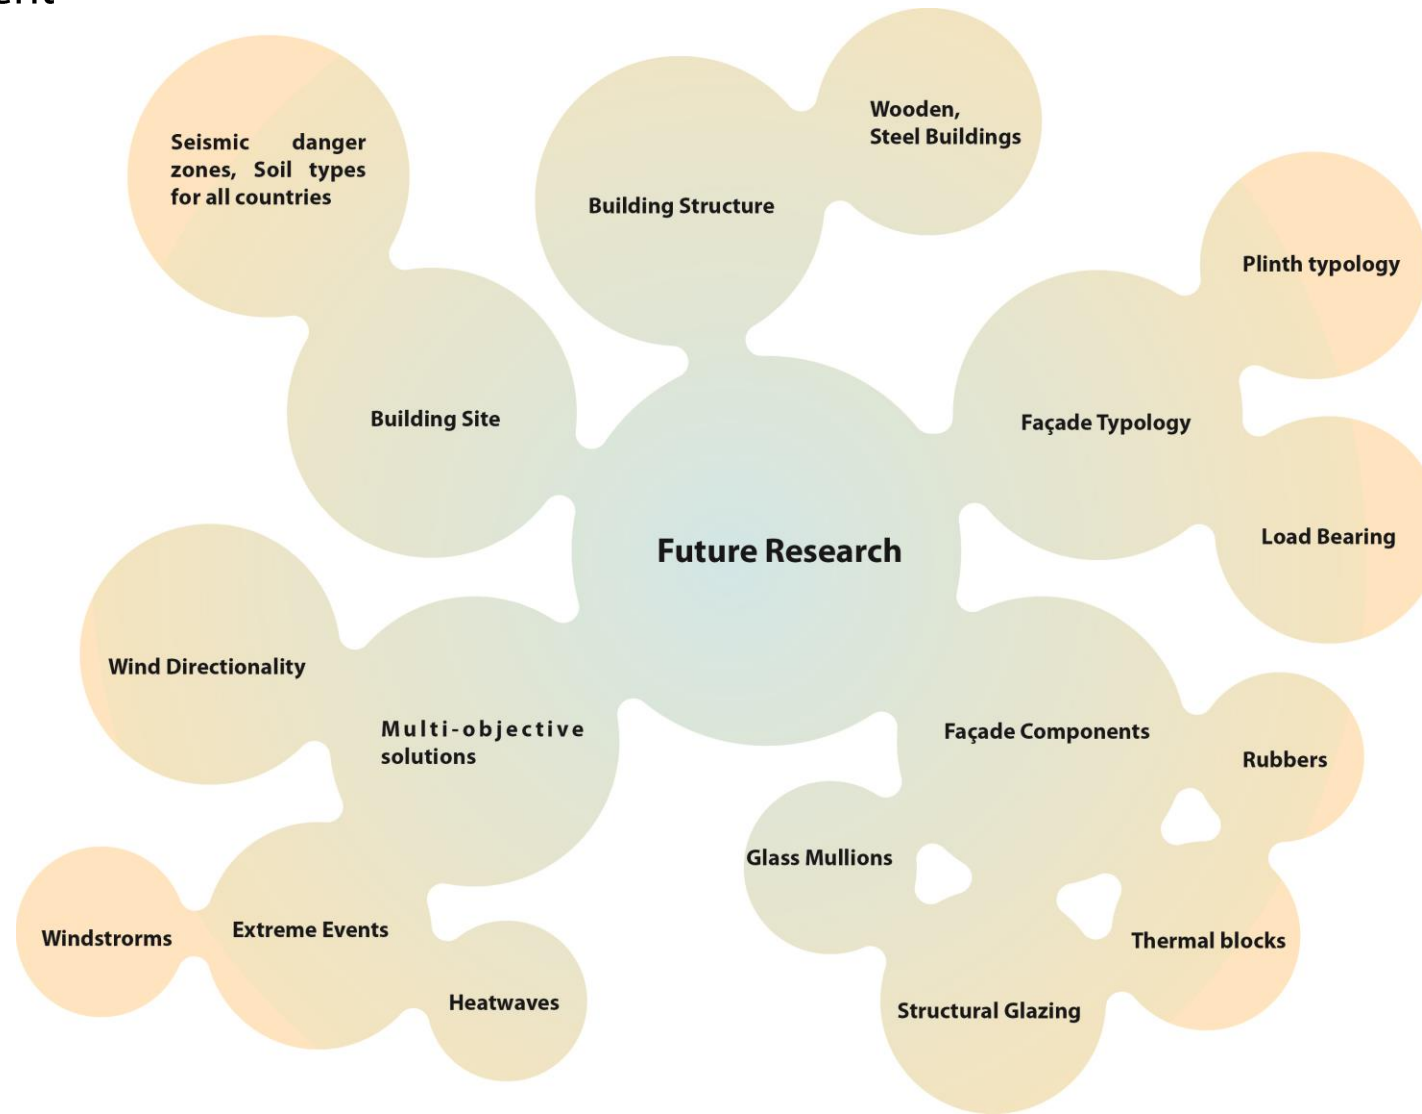 Wooden,
Steel Buildings
Seismic danger
zones, Soil types
for all countries
Building Structure
Plinth typology
Building Site
Façade Typology
Load Bearing
Future Research
Wind Directionality
Multi-objective
solutions
Façade Components
Rubbers
Glass Mullions
Extreme Events
Windstrorms
Thermal blocks
Heatwaves
Structural Glazing